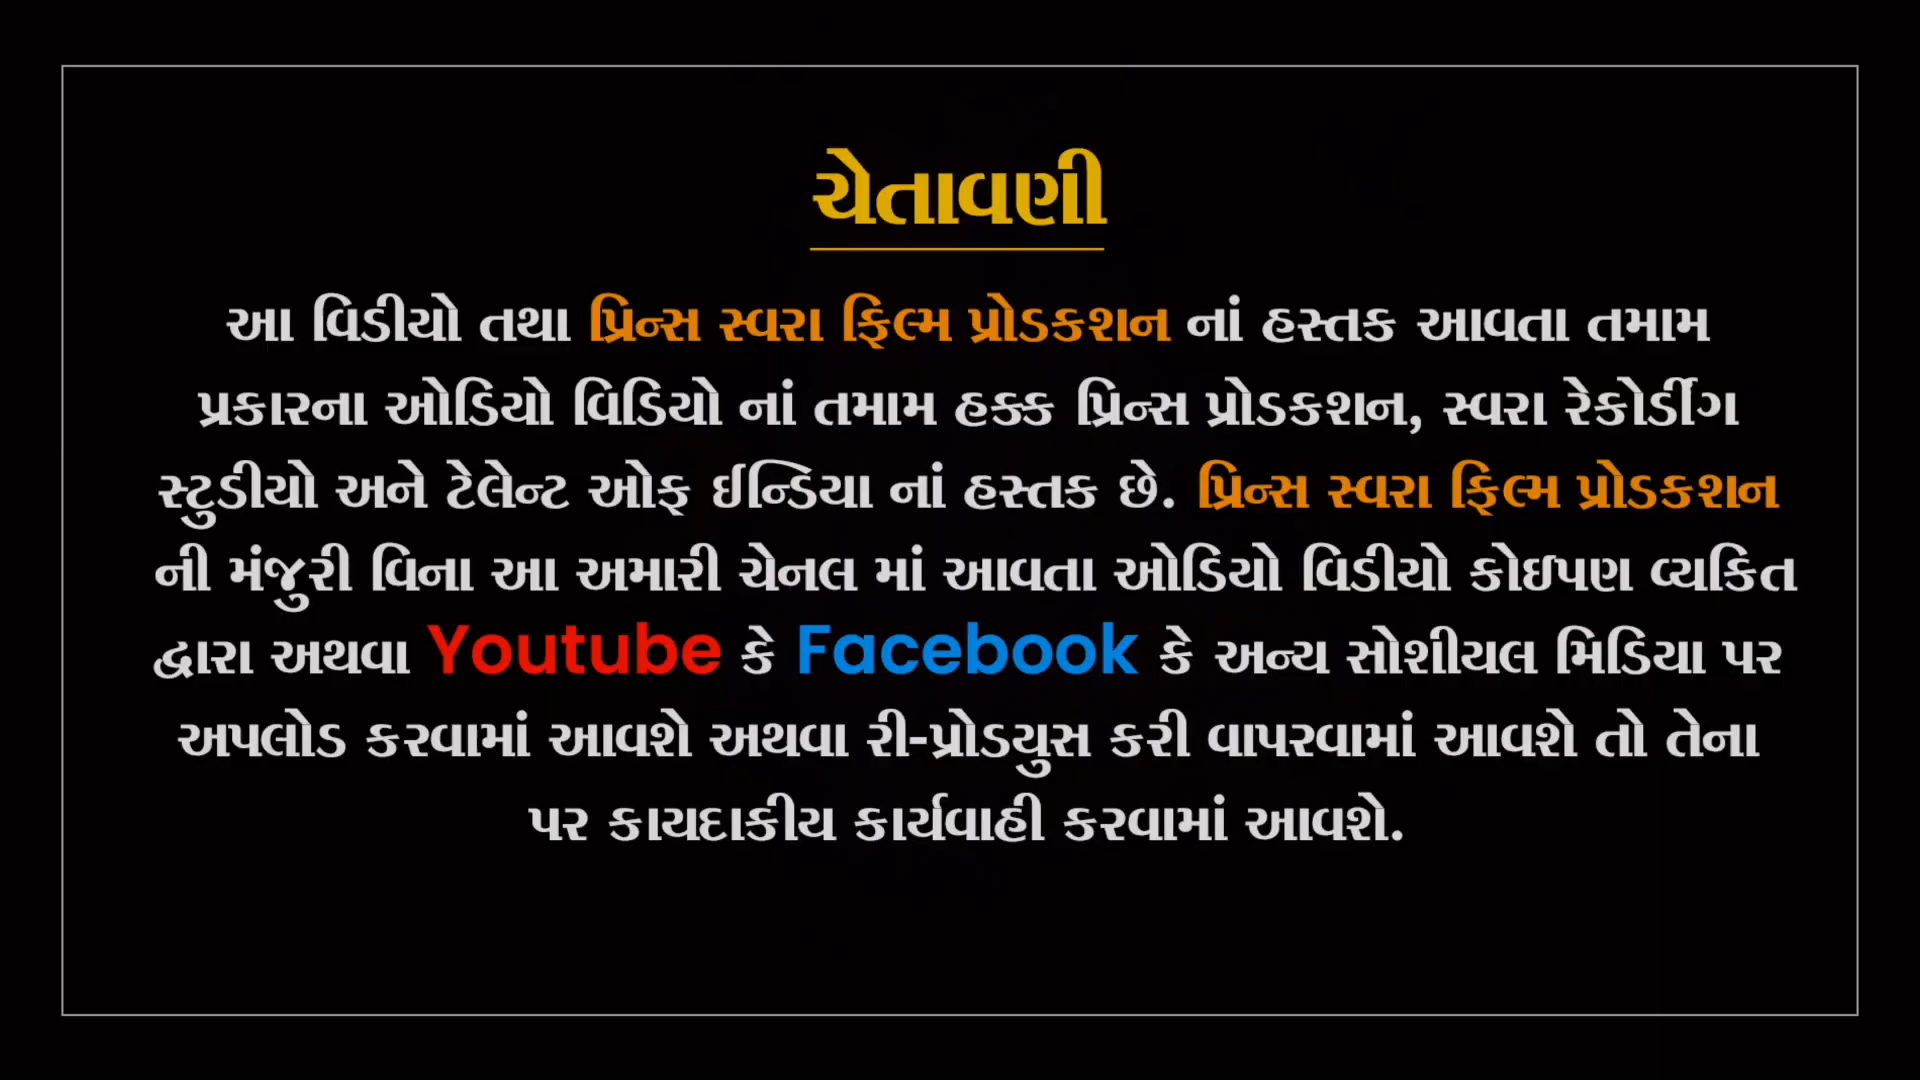 ચેતાવણી
આ વિડીયો તથા પ્રિન્સ સ્વરા ફિલ્મ પ્રોડકશન નાં હસ્તક આવતા તમામ
પ્રકારના ઓડિયો વિડિયો નાં તમામ હક્ક પ્રિન્સ પ્રોડકશન, સ્વરા રેકોર્ડીંગ
સ્ટુડીયો અને ટેલેન્ટ ઓફ ઈન્ડિયા નાં હસ્તક છે. પ્રિન્સ સ્વરા ફિલ્મ પ્રોડકશન
ની મંજુરી વિના આ અમારી ચેનલ માં આવતા ઓડિયો વિડીયો કોઇપણ વ્યકિત
દ્વારા અથવા Youtube કે Facebook કે અન્ય સોશીયલ મિડિયા પર
અપલોડ કરવામાં આવશે અથવા રી-પ્રોડયુસ કરી વાપરવામાં આવશે તો તેના
પર કાયદાકીય કાર્યવાહી કરવામાં આવશે.